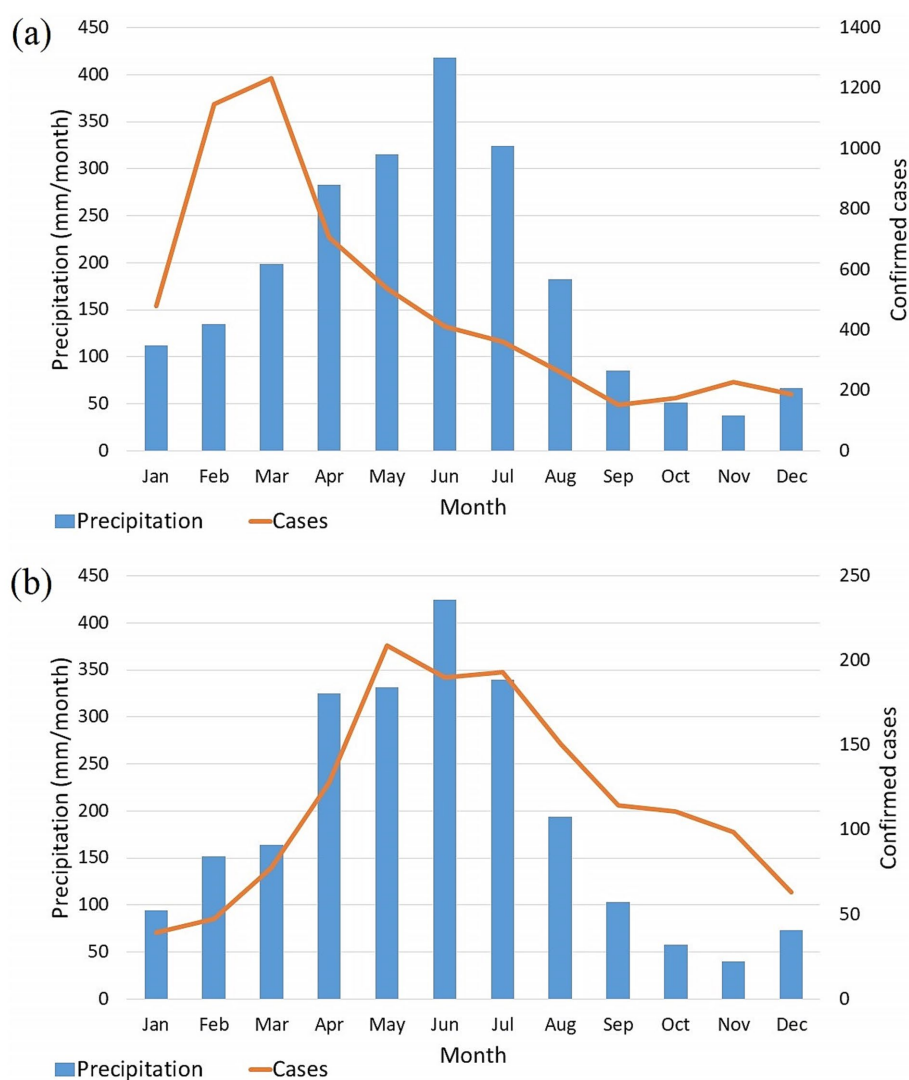 (a)
450 1400
400 1200
350 1000
300 800
250 600
200 400
150 200
100 0
50
0
Precipitation (mm/month)
Confirmed cases
Jan Feb Mar Apr May Jun Jul Aug Sep Oct Nov Dec
Month
Precipitation Cases
(b)
450 250
400 200
350 150
300 100
250 50
200 0
150
100
50
0
Precipitation (mm/month)
Confirmed cases
Jan Feb Mar Apr May Jun Jul Aug Sep Oct Nov Dec
Month
Precipitation Cases